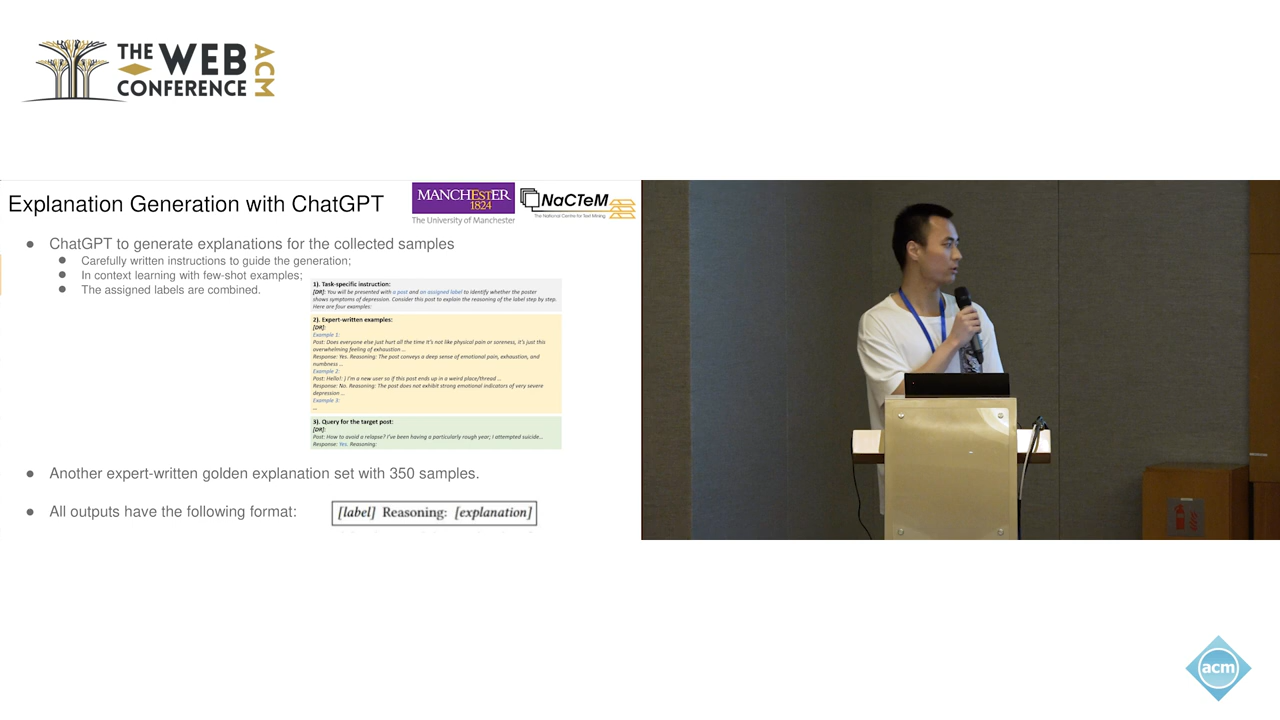 THE WEB CONFERENCE ACM
Explanation Generation with ChatGPT
MANCHESTER
1824
The University of Manchester
NaCTeM
The National Centre for Text Mining
● ChatGPT to generate explanations for the collected samples
● Carefully written instructions to guide the generation;
● In context learning with few-shot examples;
● The assigned labels are combined.
1). Task-specific instruction:
[DR]: You will be presented with a post and an assigned label to identify whether the poster
shows symptoms of depression. Consider this post to explain the reasoning of the label step by step.
Here are four examples:
2). Expert-written examples:
[DR]:
Example 1:
Post: Does everyone else just hurt all the time It's not like physical pain or soreness, it's just this
overwhelming feeling of exhaustion ...
Response: Yes. Reasoning: The post conveys a deep sense of emotional pain, exhaustion, and
numbness ...
Example 2:
Post: Hello!: ) I'm a new user so if this post ends up in a weird place/thread ...
Response: No. Reasoning: The post does not exhibit strong emotional indicators of very severe
depression ...
Example 3:
...
3). Query for the target post:
[DR]:
Post: How to avoid a relapse? I've been having a particularly rough year; I attempted suicide...
Response: Yes. Reasoning:
● Another expert-written golden explanation set with 350 samples.
● All outputs have the following format:
[label] Reasoning: [explanation]
acm